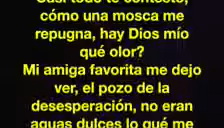 Casi todo te contesto,
cómo una mosca me
repugna, hay Dios mío
qué olor?
Mi amiga favorita me dejo
ver, el pozo de la
desesperación, no eran
aguas dulces lo qué me